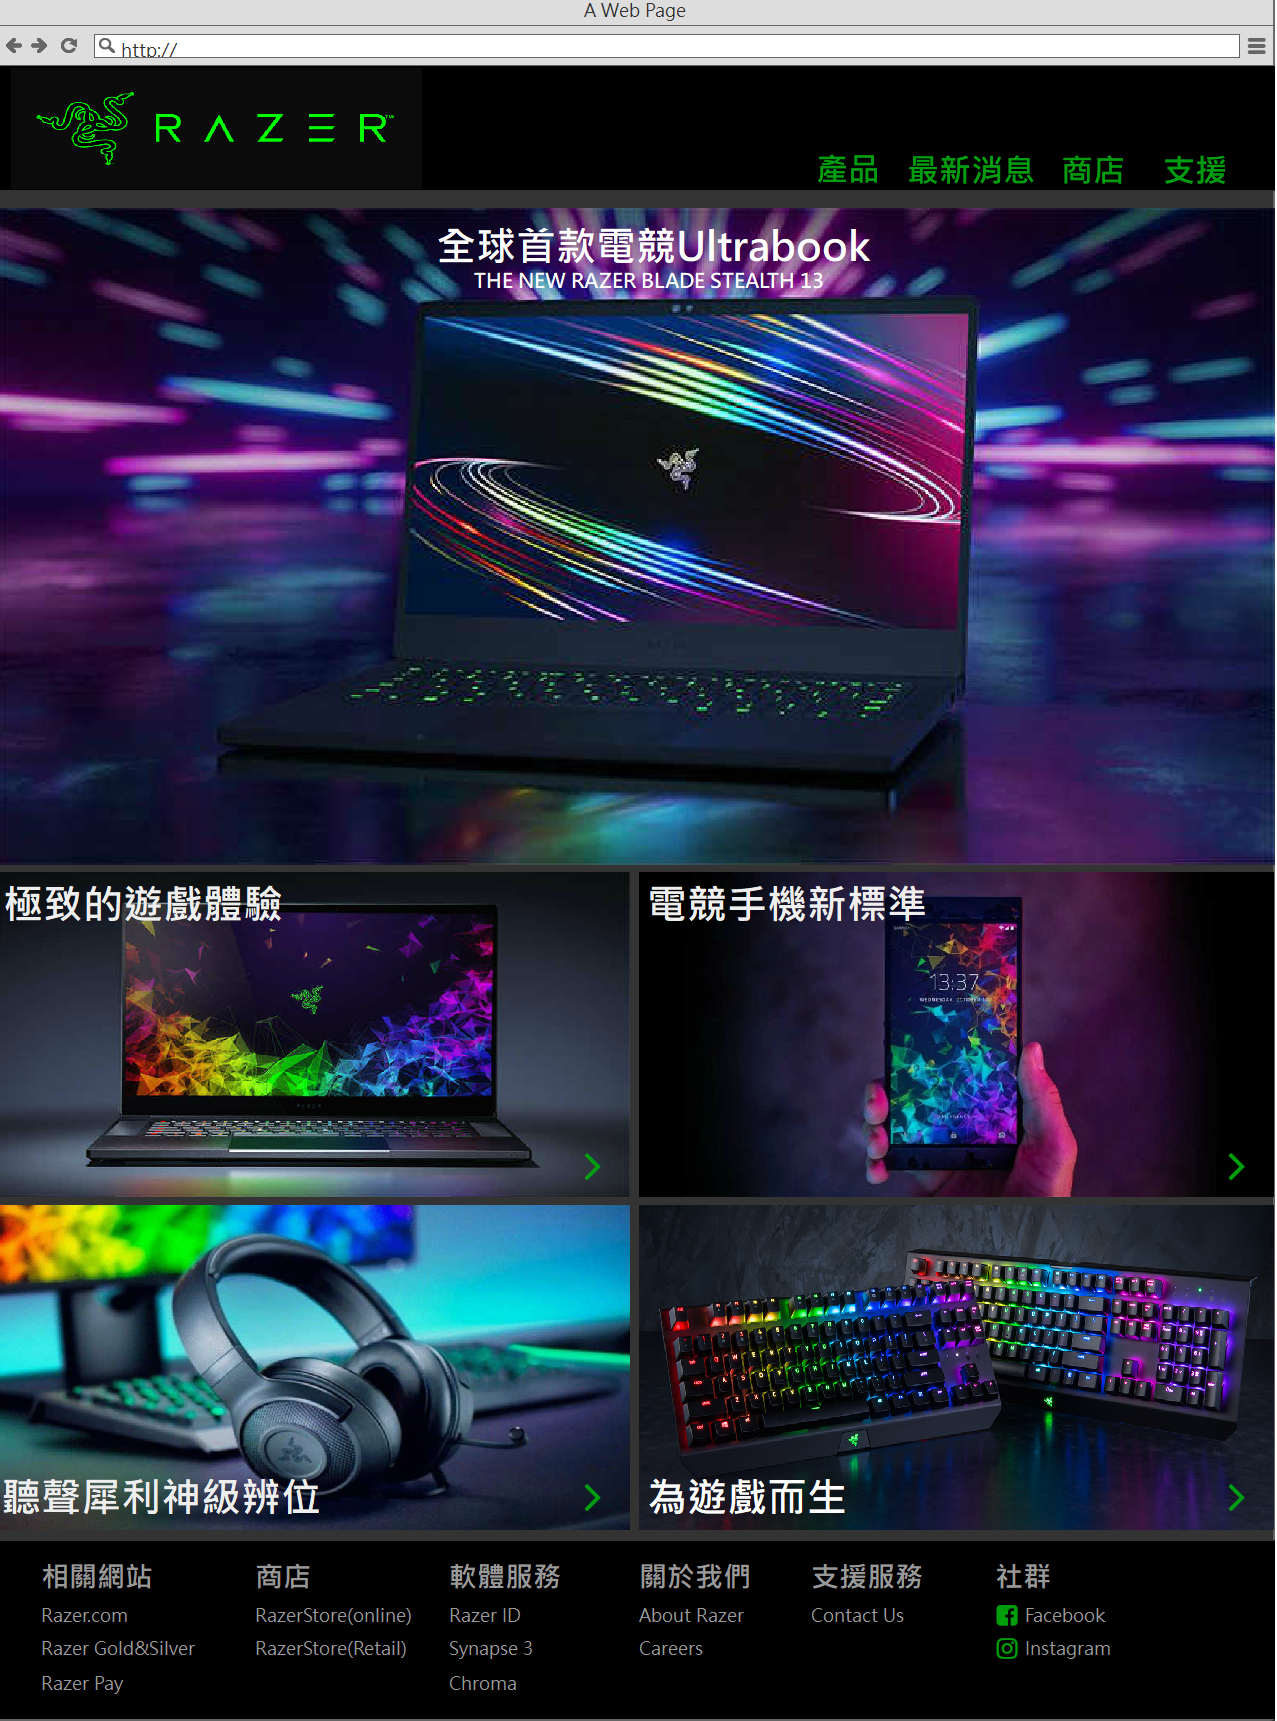 A Web Page
http://
RAZER™
產品 最新消息 商店 支援
全球首款電競Ultrabook
THE NEW RAZER BLADE STEALTH 13
極致的遊戲體驗
電競手機新標準
13:37
聽聲犀利神級辨位
為遊戲而生
相關網站 商店 軟體服務 關於我們 支援服務 社群
Razer.com RazerStore(online) Razer ID About Razer Contact Us Facebook
Razer Gold&Silver RazerStore(Retail) Synapse 3 Careers Instagram
Razer Pay Chroma